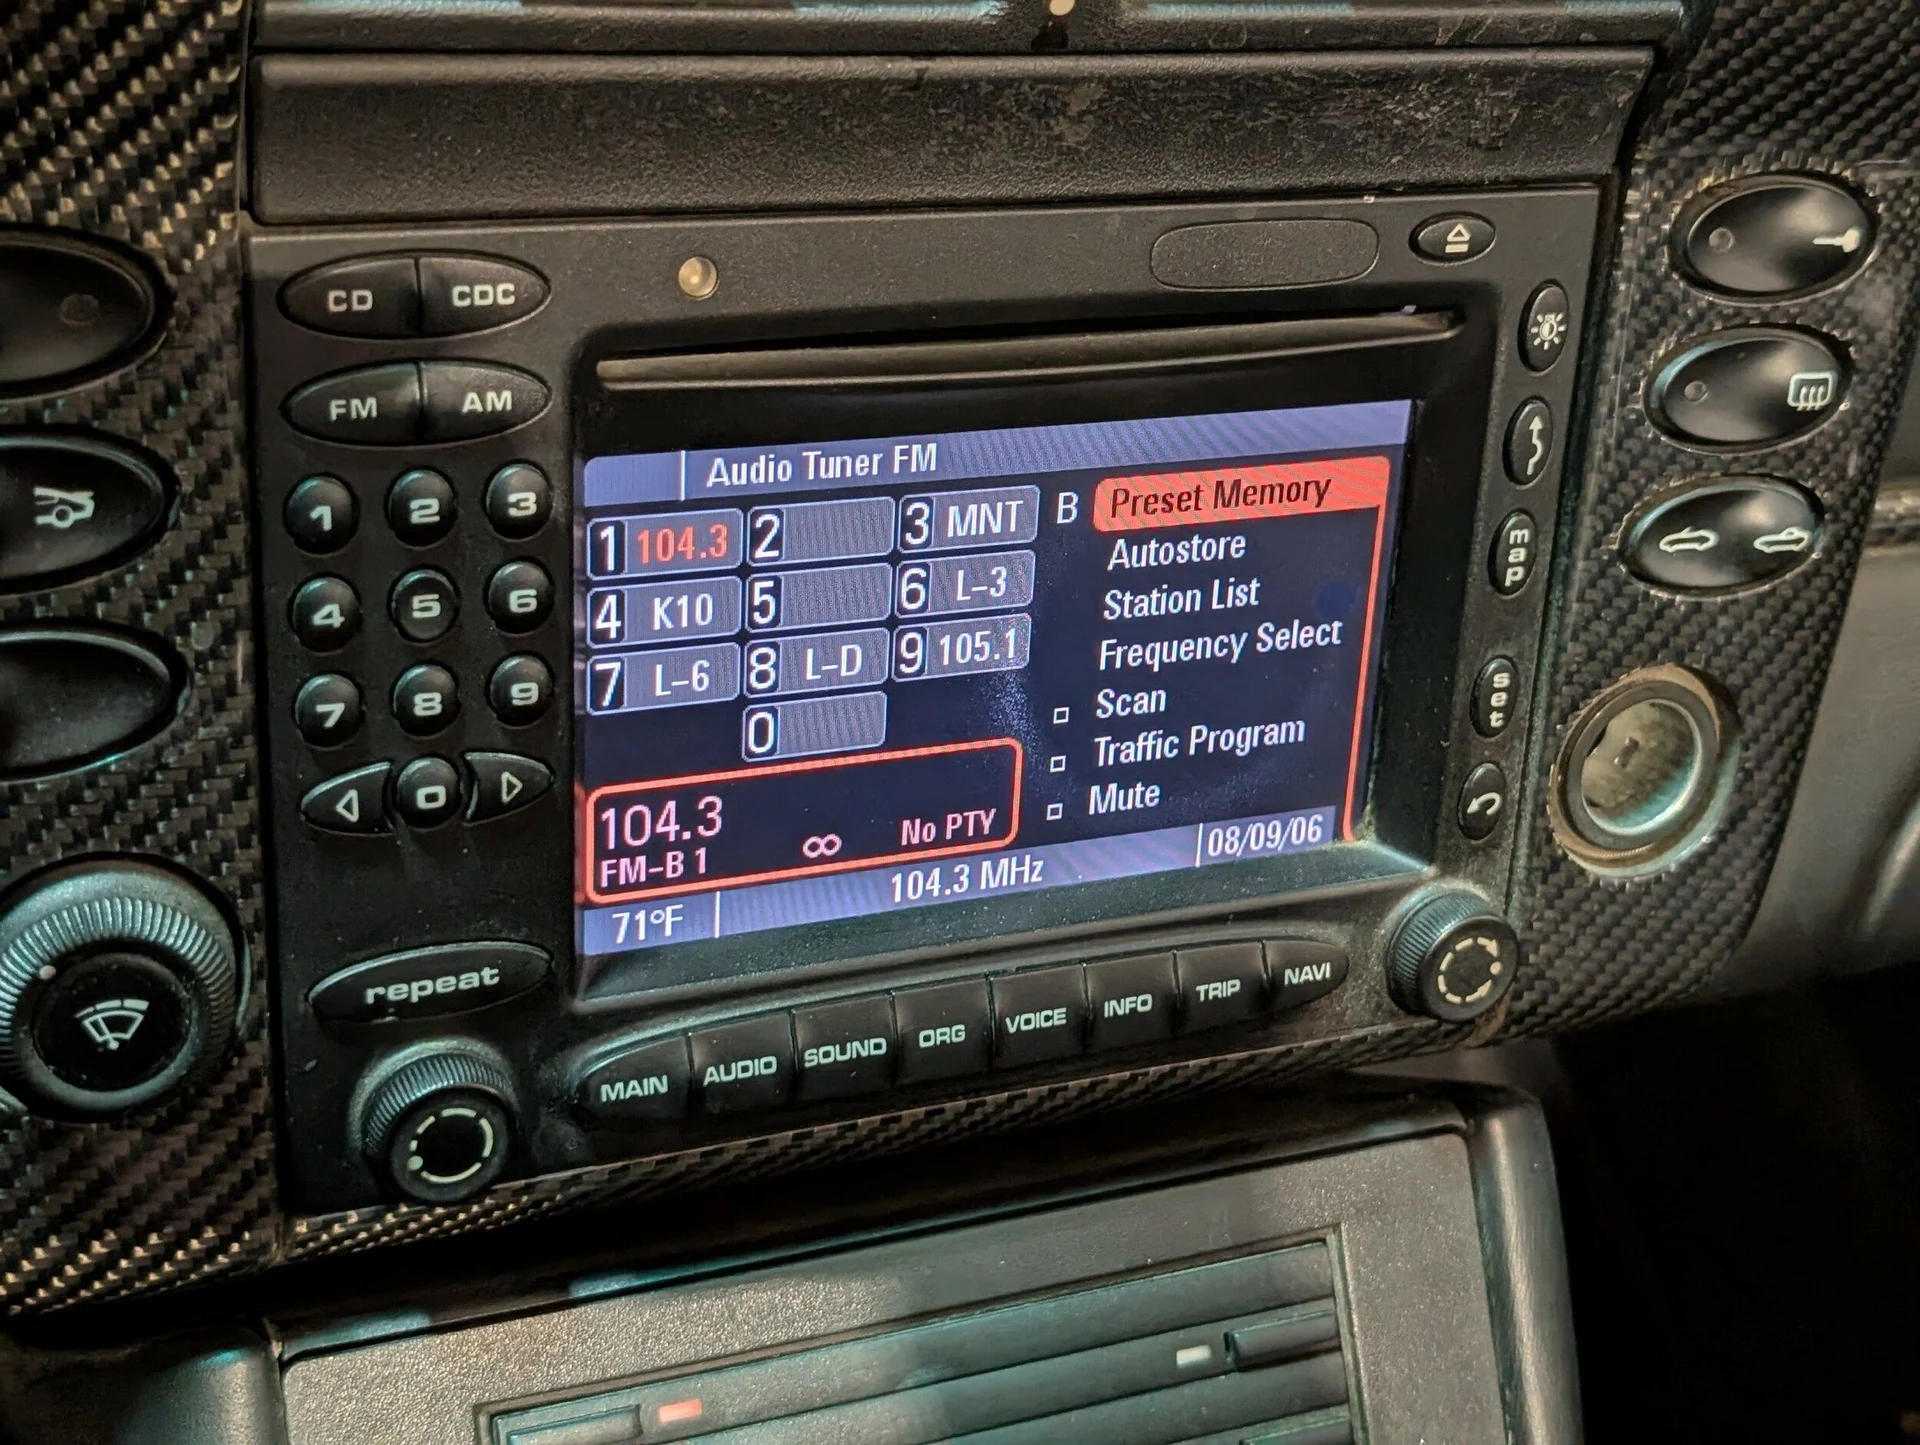 CD CDC
FM AM
1 2 3
4 5 6
7 8 9
0
repeat
Audio Tuner FM
1 104.3 2 3 MNT B
4 K10 5 6 L-3
7 L-6 8 L-D 9 105.1
0
Preset Memory
Autostore
Station List
Frequency Select
Scan
Traffic Program
Mute
104.3
FM-B 1 ∞ No PTY
71°F 104.3 MHz 08/09/06
map
set
MAIN AUDIO SOUND ORG VOICE INFO TRIP NAVI